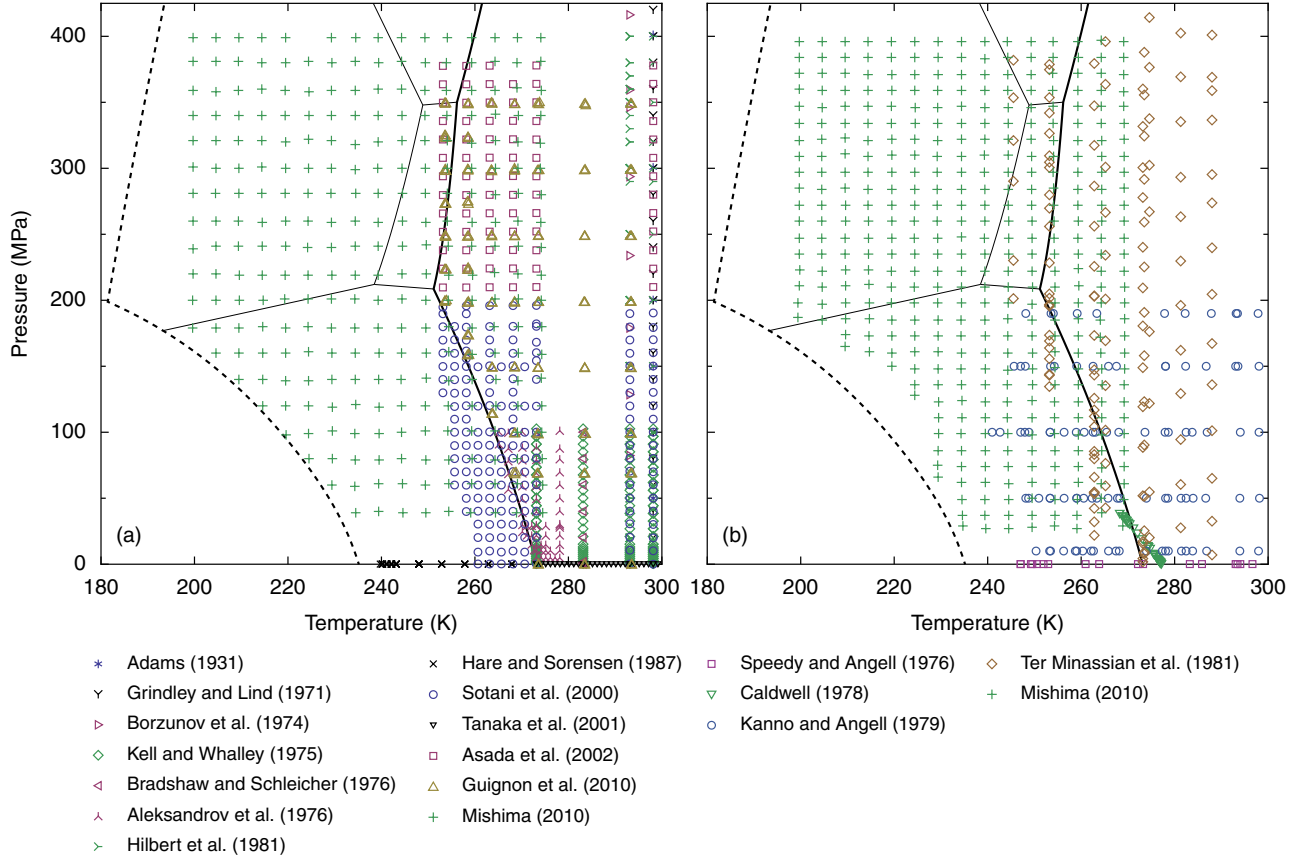 400
300
200
100
0
Pressure (MPa)
(a)
(b)
180 200 220 240 260 280 300
180 200 220 240 260 280 300
Temperature (K)
Temperature (K)
Adams (1931)
Grindley and Lind (1971)
Borzunov et al. (1974)
Kell and Whalley (1975)
Bradshaw and Schleicher (1976)
Aleksandrov et al. (1976)
Hilbert et al. (1981)
Hare and Sorensen (1987)
Sotani et al. (2000)
Tanaka et al. (2001)
Asada et al. (2002)
Guignon et al. (2010)
Mishima (2010)
Speedy and Angell (1976)
Caldwell (1978)
Kanno and Angell (1979)
Ter Minassian et al. (1981)
Mishima (2010)